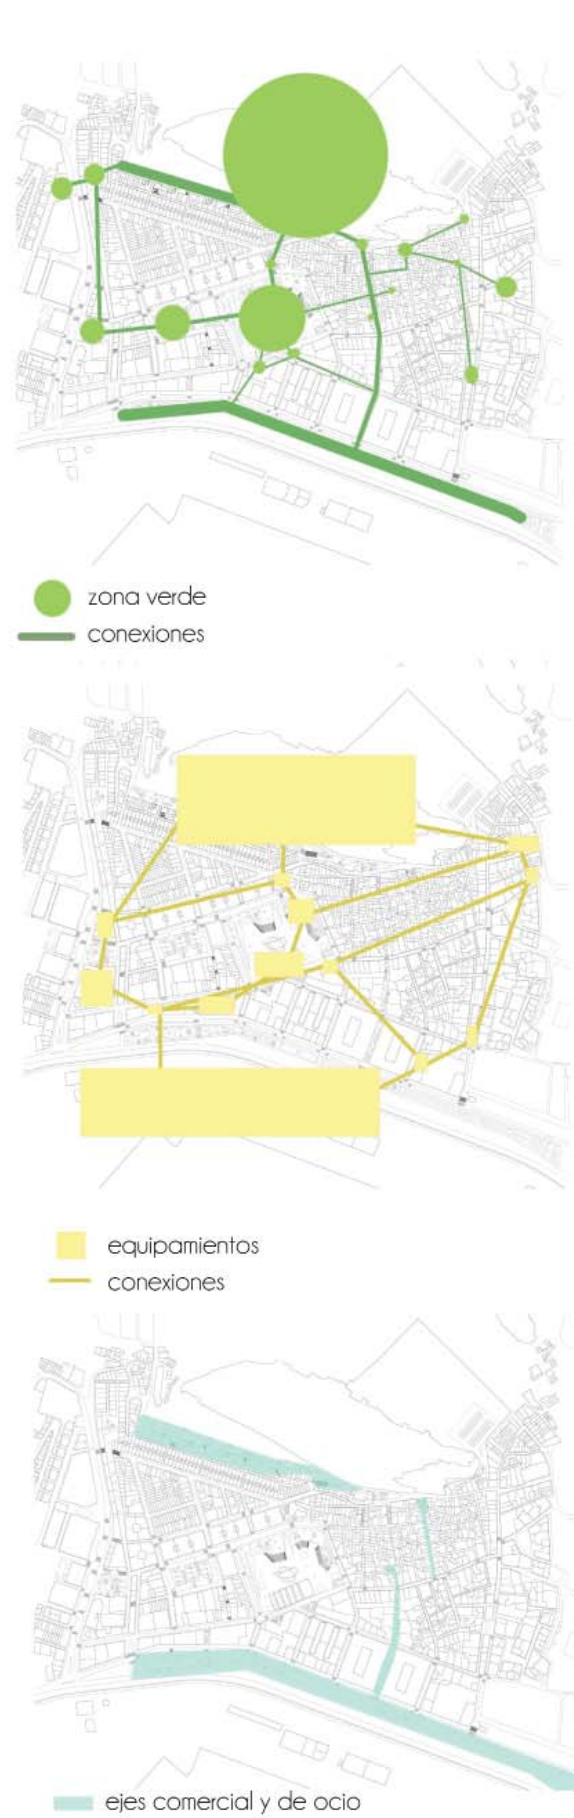 zona verde
conexiones
equipamientos
conexiones
ejes comercial y de ocio